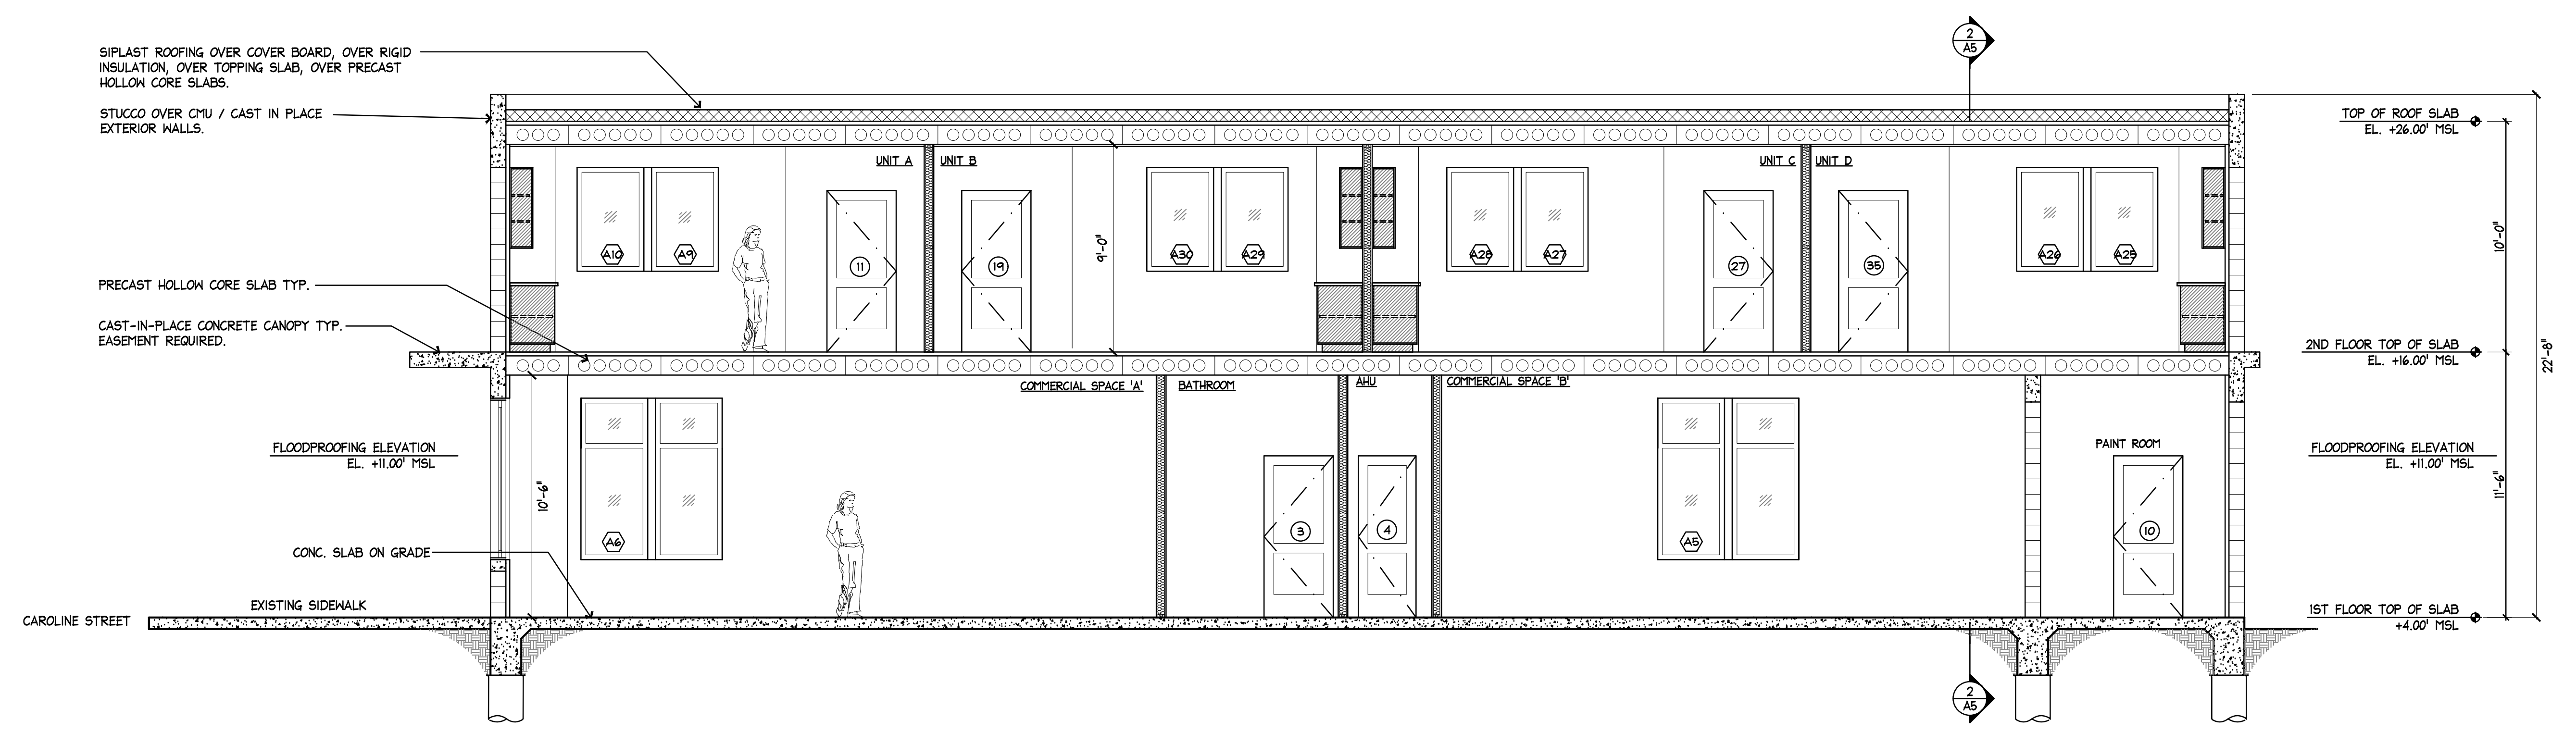 2
A5
SIPLAST ROOFING OVER COVER BOARD, OVER RIGID
INSULATION, OVER TOPPING SLAB, OVER PRECAST
HOLLOW CORE SLABS.
STUCCO OVER CMU / CAST IN PLACE
EXTERIOR WALLS.
TOP OF ROOF SLAB
EL. +26.00' MSL
UNIT A
UNIT B
UNIT C
UNIT D
A10
A9
11
19
9'-0"
A30
A29
A28
A27
27
35
A26
A25
10'-0"
PRECAST HOLLOW CORE SLAB TYP.
CAST-IN-PLACE CONCRETE CANOPY TYP.
EASEMENT REQUIRED.
2ND FLOOR TOP OF SLAB
EL. +16.00' MSL
22'-8"
COMMERCIAL SPACE 'A'
BATHROOM
AHU
COMMERCIAL SPACE 'B'
FLOODPROOFING ELEVATION
EL. +11.00' MSL
PAINT ROOM
FLOODPROOFING ELEVATION
EL. +11.00' MSL
10'-6"
11'-6"
A6
3
4
A5
10
CONC. SLAB ON GRADE
EXISTING SIDEWALK
CAROLINE STREET
1ST FLOOR TOP OF SLAB
+4.00' MSL
2
A5